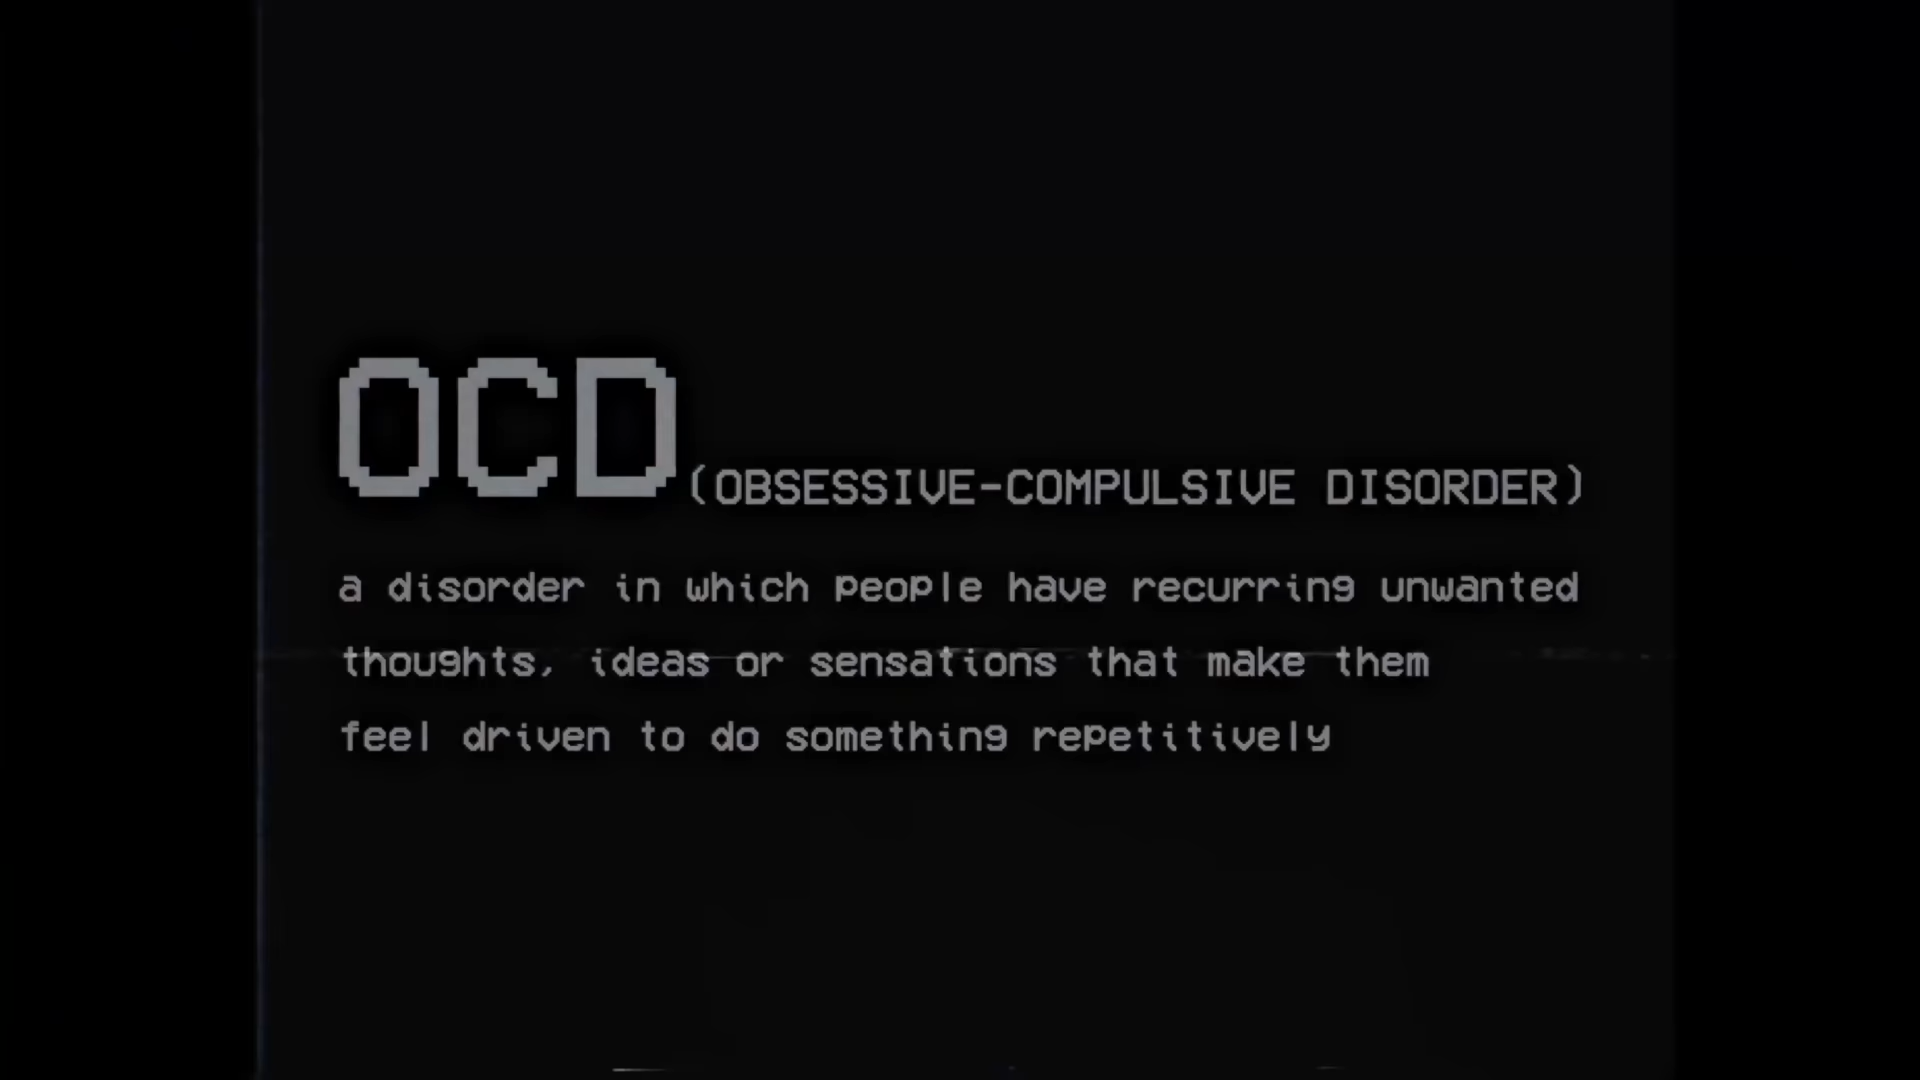 OCD (OBSESSIVE-COMPULSIVE DISORDER)
a disorder in which people have recurring unwanted
thoughts, ideas or sensations that make them
feel driven to do something repetitively